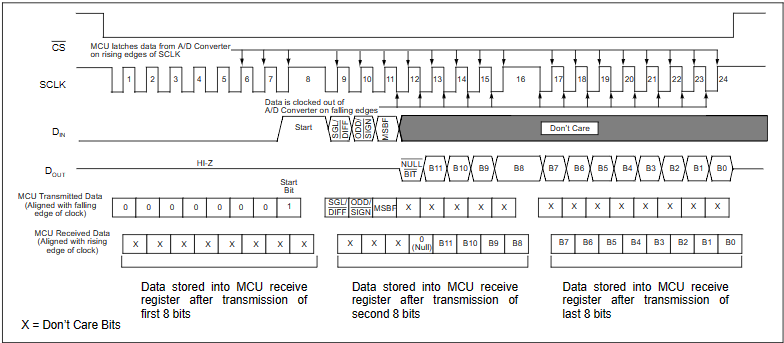 CS
MCU latches data from A/D Converter
on rising edges of SCLK
SCLK
1 2 3 4 5 6 7 8 9 10 11 12 13 14 15 16 17 18 19 20 21 22 23 24
Data is clocked out of
A/D Converter on falling edges
DIN
Start SGL/DIFF ODD/SIGN MSBF Don't Care
DOUT
HI-Z NULL BIT B11 B10 B9 B8 B7 B6 B5 B4 B3 B2 B1 B0
Start
Bit
MCU Transmitted Data
(Aligned with falling
edge of clock)
0 0 0 0 0 0 0 1 SGL/DIFF ODD/SIGN MSBF X X X X X X X X X X X X X
MCU Received Data
(Aligned with rising
edge of clock)
X X X X X X X X X X X 0 (Null) B11 B10 B9 B8 B7 B6 B5 B4 B3 B2 B1 B0
Data stored into MCU receive
register after transmission of
first 8 bits
Data stored into MCU receive
register after transmission of
second 8 bits
Data stored into MCU receive
register after transmission of
last 8 bits
X = Don't Care Bits